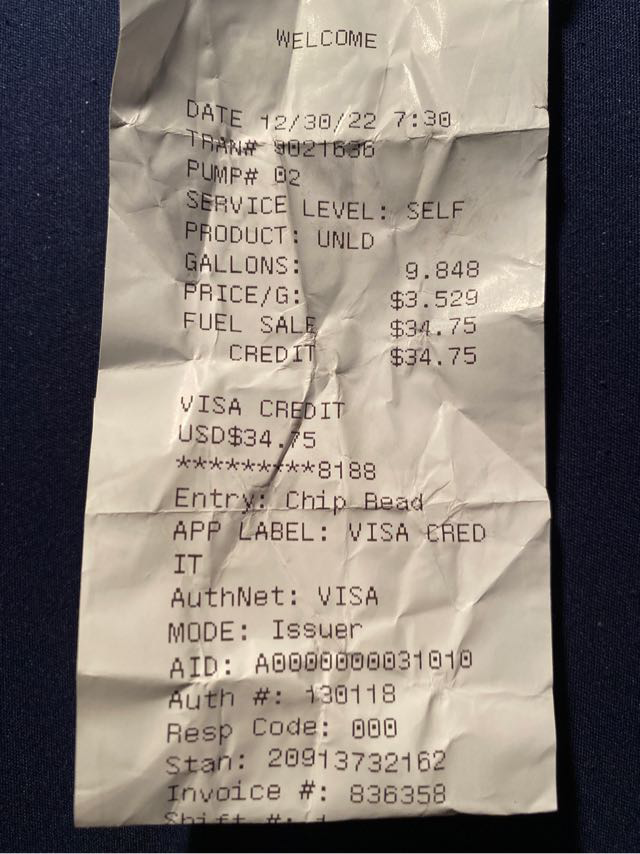 WELCOME
DATE 12/30/22 7:30
TRAN# 9021636
PUMP# 02
SERVICE LEVEL: SELF
PRODUCT: UNLD
GALLONS: 9.848
PRICE/G: $3.529
FUEL SALE $34.75
CREDIT $34.75
VISA CREDIT
USD$34.75
*********8188
Entry: Chip Read
APP LABEL: VISA CRED
IT
AuthNet: VISA
MODE: Issuer
AID: A0000000031010
Auth #: 130118
Resp Code: 000
Stan: 20913732162
Invoice #: 836358
Shift #: